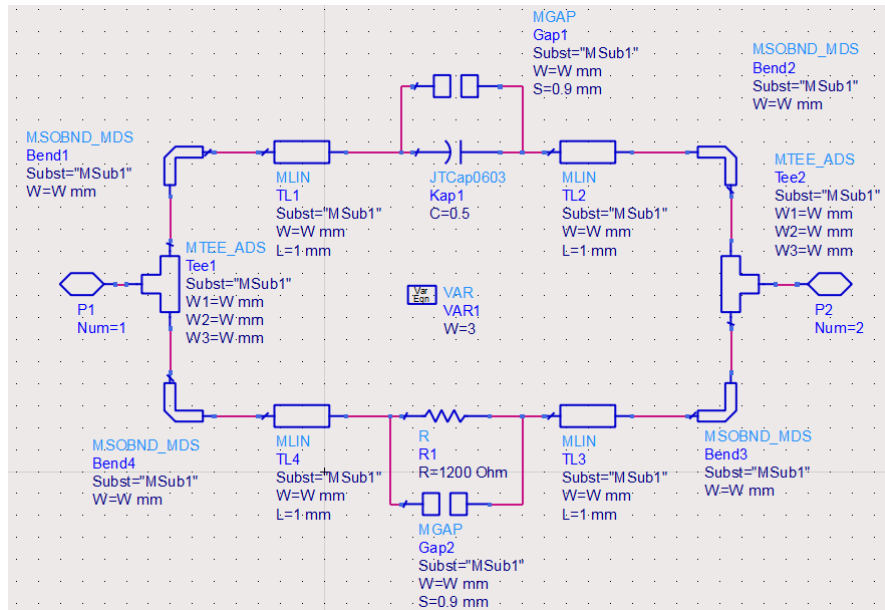 MGAP
Gap1
Subst="MSub1"
W=W mm
S=0.9 mm
M.SOBND_MDS
Bend2
Subst="MSub1"
W=W mm
M.SOBND_MDS
Bend1
Subst="MSub1"
W=W mm
MLIN
TL1
Subst="MSub1"
W=W mm
L=1 mm
JTCap0603
Kap1
C=0.5
MLIN
TL2
Subst="MSub1"
W=W mm
L=1 mm
MTEE_ADS
Tee2
Subst="MSub1"
W1=W mm
W2=W mm
W3=W mm
MTEE_ADS
Tee1
Subst="MSub1"
W1=W mm
W2=W mm
W3=W mm
P1
Num=1
Var
Eqn
VAR
VAR1
W=3
P2
Num=2
MSOBND_MDS
Bend4
Subst="MSub1"
W=W mm
MLIN
TL4
Subst="MSub1"
W=W mm
L=1 mm
R
R1
R=1200 Ohm
MLIN
TL3
Subst="MSub1"
W=W mm
L=1 mm
MSOBND_MDS
Bend3
Subst="MSub1"
W=W mm
MGAP
Gap2
Subst="MSub1"
W=W mm
S=0.9 mm